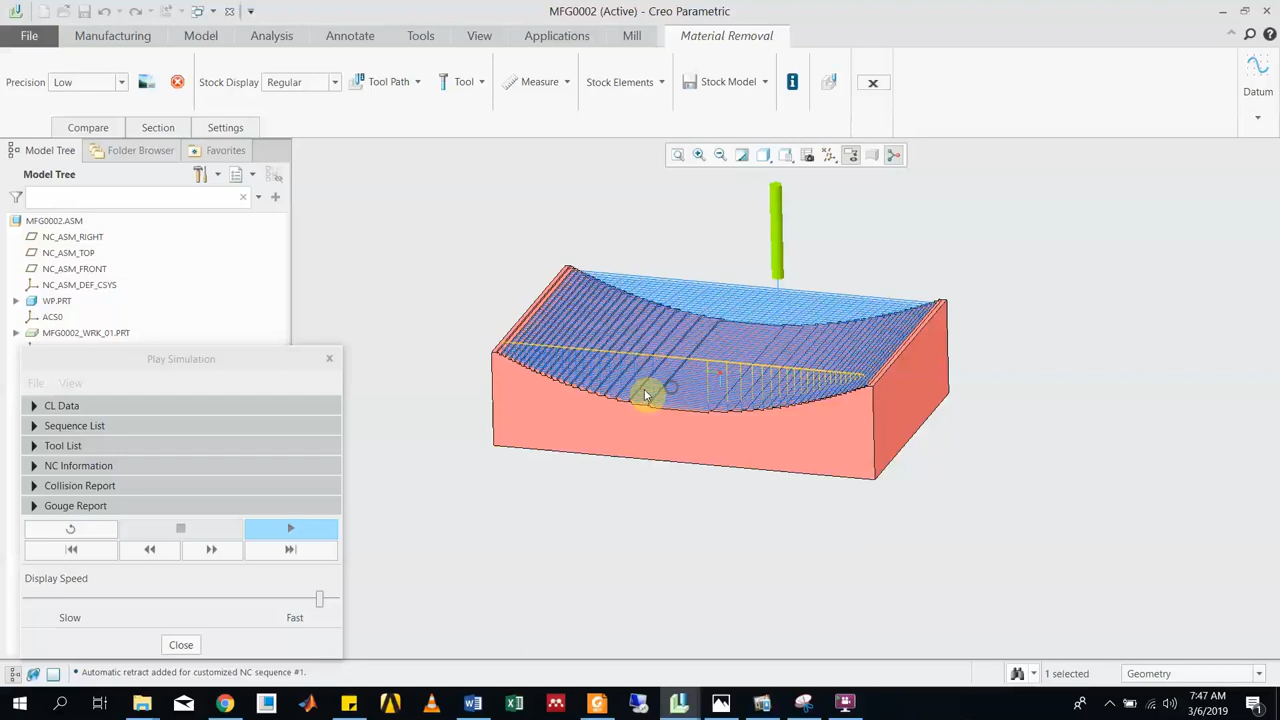 MFG0002 (Active) - Creo Parametric
File Manufacturing Model Analysis Annotate Tools View Applications Mill Material Removal
Precision Low Stock Display Regular Tool Path Tool Measure Stock Elements Stock Model Datum
Compare Section Settings
Model Tree Folder Browser Favorites
Model Tree
MFG0002.ASM
NC_ASM_RIGHT
NC_ASM_TOP
NC_ASM_FRONT
NC_ASM_DEF_CSYS
WP.PRT
ACS0
MFG0002_WRK_01.PRT
Play Simulation
File View
CL Data
Sequence List
Tool List
NC Information
Collision Report
Gouge Report
Display Speed
Slow Fast
Close
• Automatic retract added for customized NC sequence #1.
1 selected Geometry
7:47 AM
3/6/2019